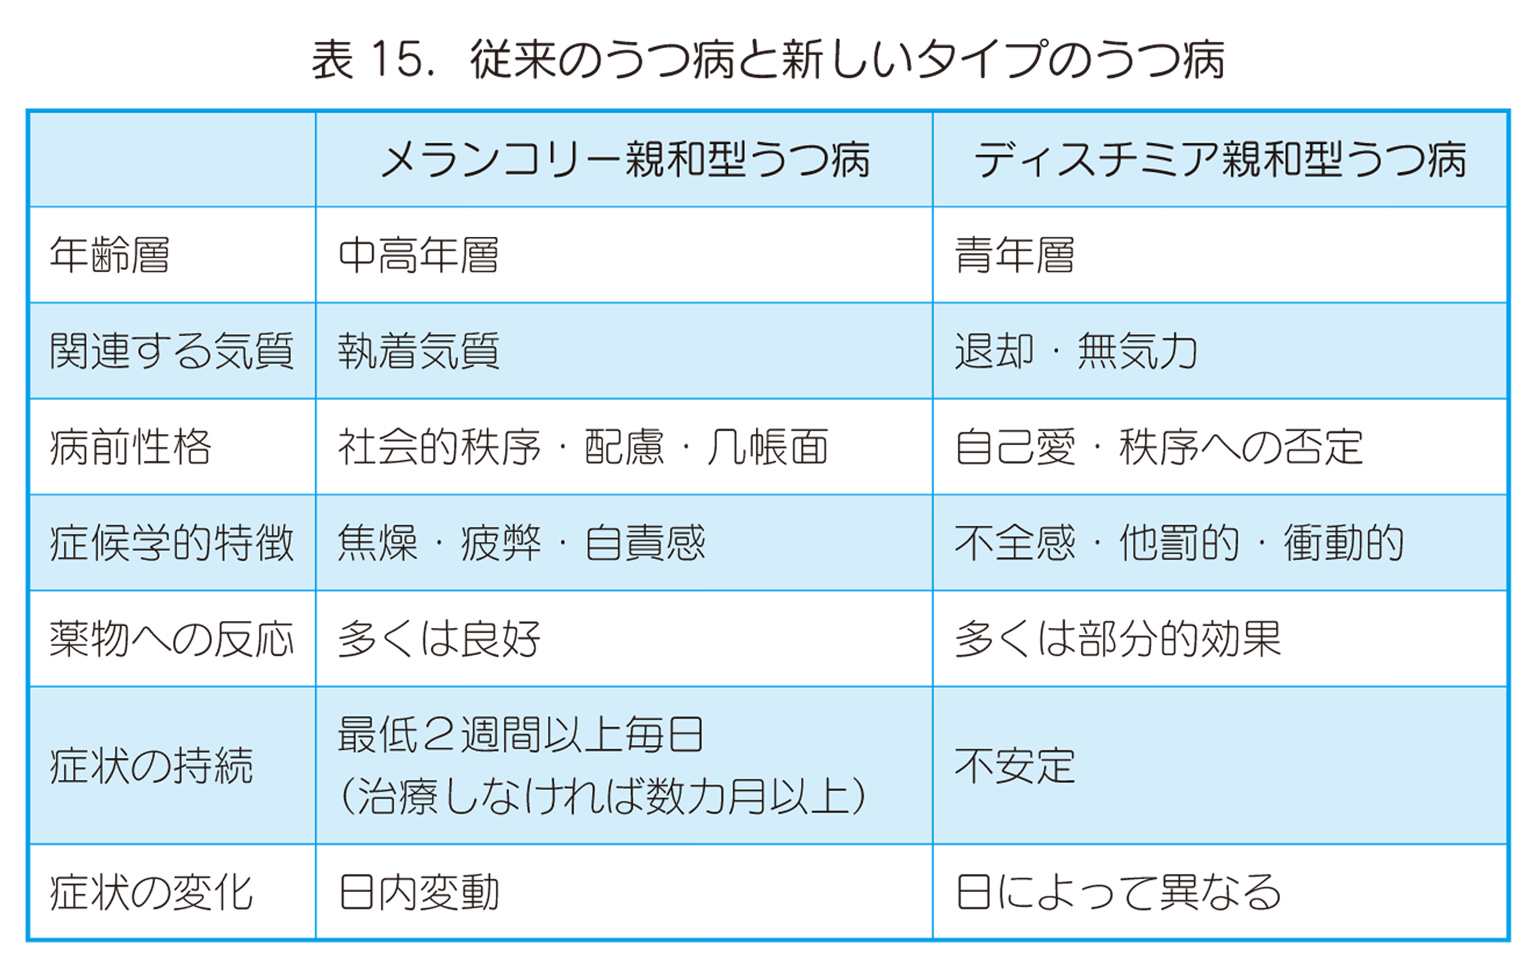 表 15．従来のうつ病と新しいタイプのうつ病
メランコリー親和型うつ病 ディスチミア親和型うつ病
年齢層 中高年層 青年層
関連する気質 執着気質 退却・無気力
病前性格 社会的秩序・配慮・几帳面 自己愛・秩序への否定
症候学的特徴 焦燥・疲弊・自責感 不全感・他罰的・衝動的
薬物への反応 多くは良好 多くは部分的効果
症状の持続 最低２週間以上毎日
（治療しなければ数カ月以上） 不安定
症状の変化 日内変動 日によって異なる